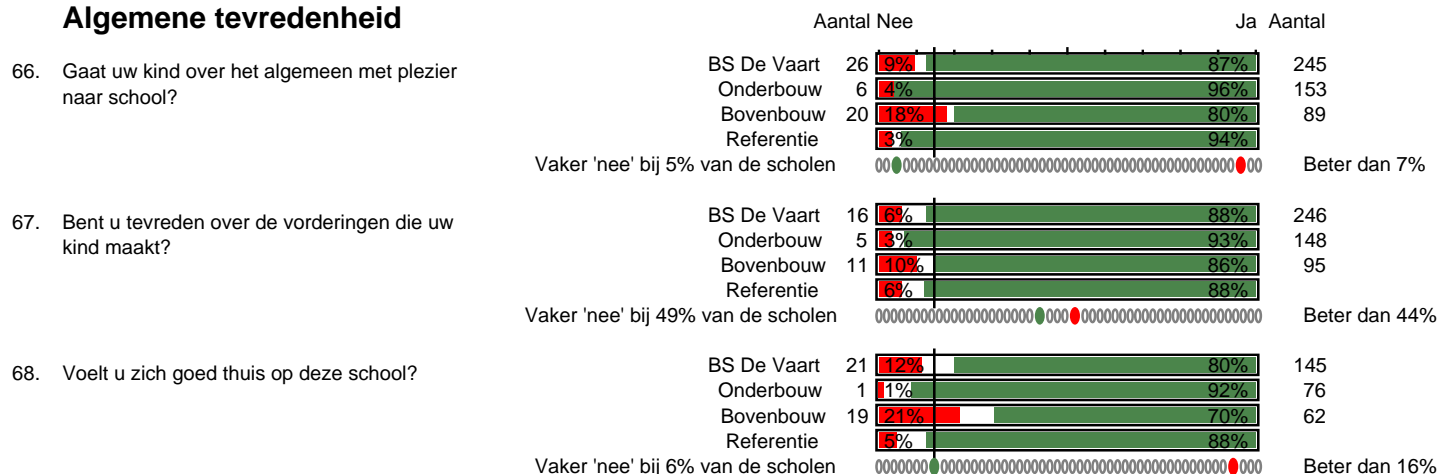 Algemene tevredenheid
Aantal Nee Ja Aantal
66. Gaat uw kind over het algemeen met plezier naar school?
BS De Vaart 26 9% 87% 245
Onderbouw 6 4% 96% 153
Bovenbouw 20 18% 80% 89
Referentie 3% 94%
Vaker 'nee' bij 5% van de scholen Beter dan 7%
67. Bent u tevreden over de vorderingen die uw kind maakt?
BS De Vaart 16 6% 88% 246
Onderbouw 5 3% 93% 148
Bovenbouw 11 10% 86% 95
Referentie 6% 88%
Vaker 'nee' bij 49% van de scholen Beter dan 44%
68. Voelt u zich goed thuis op deze school?
BS De Vaart 21 12% 80% 145
Onderbouw 1 1% 92% 76
Bovenbouw 19 21% 70% 62
Referentie 5% 88%
Vaker 'nee' bij 6% van de scholen Beter dan 16%